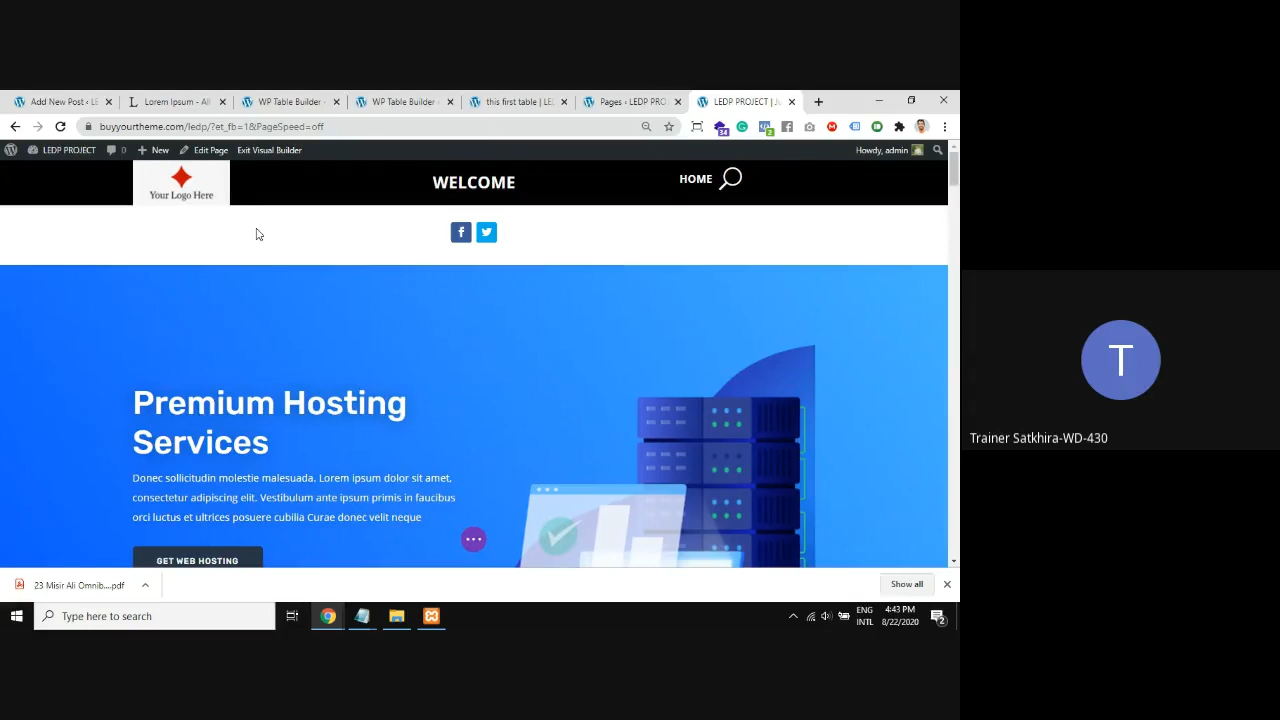 Add New Post ‹ LE
Lorem Ipsum - All
WP Table Builder
WP Table Builder
this first table | LE
Pages ‹ LEDP PRO
LEDP PROJECT | Ju
buyyourtheme.com/ledp/?et_fb=1&PageSpeed=off
34
2
LEDP PROJECT
0
New
Edit Page
Exit Visual Builder
Howdy, admin
Your Logo Here
WELCOME
HOME
Premium Hosting
Services
Donec sollicitudin molestie malesuada. Lorem ipsum dolor sit amet,
consectetur adipiscing elit. Vestibulum ante ipsum primis in faucibus
orci luctus et ultrices posuere cubilia Curae donec velit neque
GET WEB HOSTING
23 Misir Ali Omnib....pdf
Show all
Type here to search
ENG
INTL
4:43 PM
8/22/2020
2
T
Trainer Satkhira-WD-430